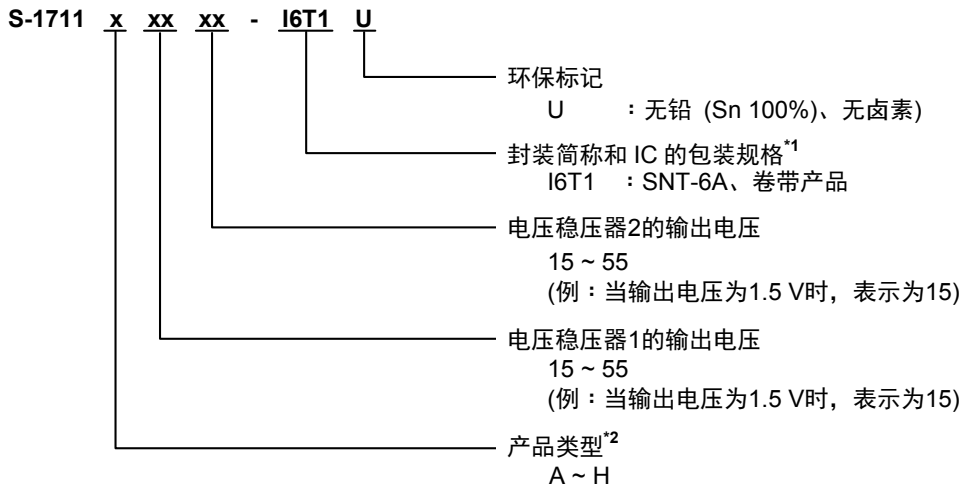 S-1711 x xx xx - I6T1 U
环保标记
U : 无铅 (Sn 100%)、无卤素)
封装简称和 IC 的包装规格*1
I6T1 : SNT-6A、卷带产品
电压稳压器2的输出电压
15 ~ 55
(例:当输出电压为1.5 V时，表示为15)
电压稳压器1的输出电压
15 ~ 55
(例:当输出电压为1.5 V时，表示为15)
产品类型*2
A ~ H